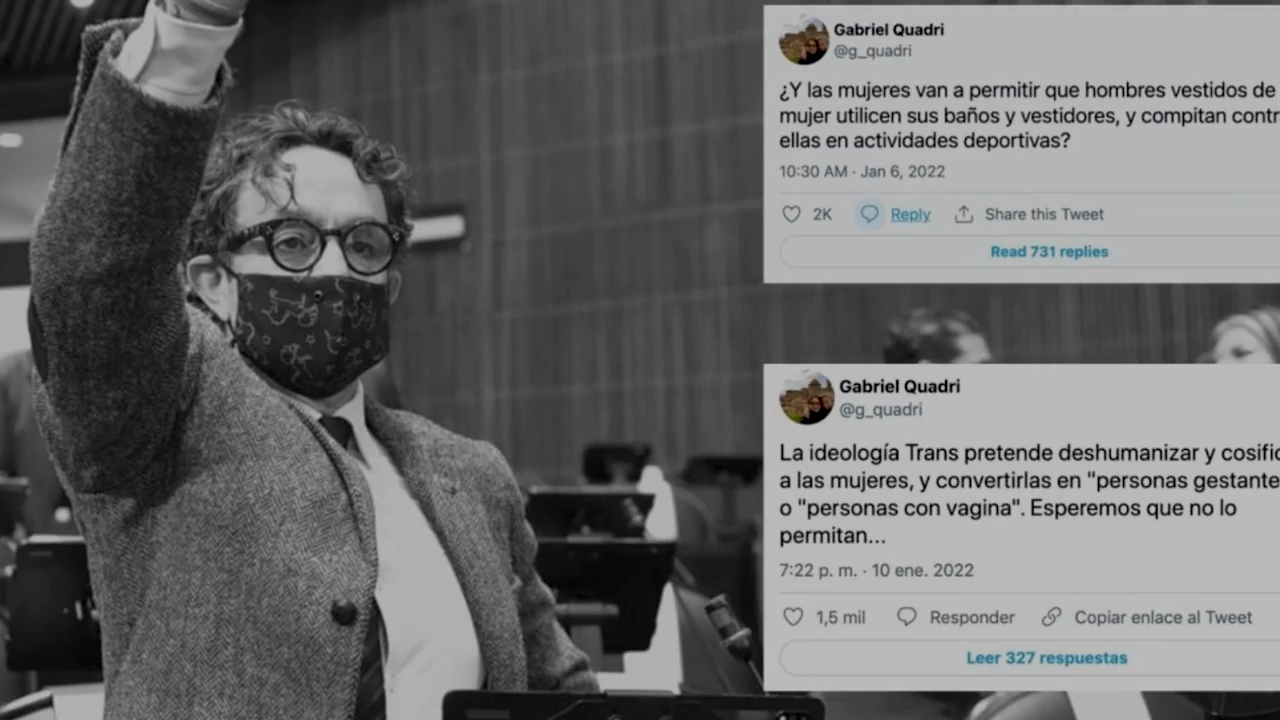 Gabriel Quadri
@g_quadri
¿Y las mujeres van a permitir que hombres vestidos de
mujer utilicen sus baños y vestidores, y compitan contr
ellas en actividades deportivas?
10:30 AM · Jan 6, 2022
2K Reply Share this Tweet
Read 731 replies
Gabriel Quadri
@g_quadri
La ideología Trans pretende deshumanizar y cosific
a las mujeres, y convertirlas en "personas gestante
o "personas con vagina". Esperemos que no lo
permitan...
7:22 p. m. · 10 ene. 2022
1,5 mil Responder Copiar enlace al Tweet
Leer 327 respuestas